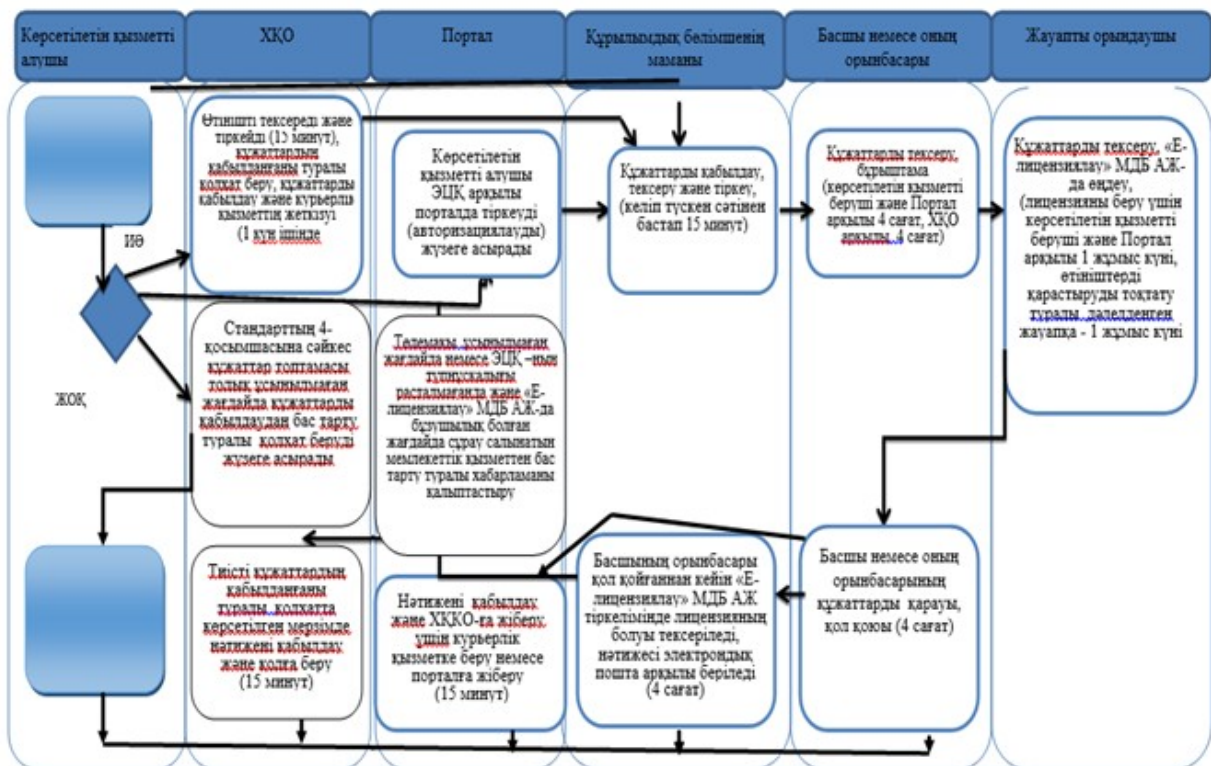 Көрсетілетін қызметті
алушы
ХҚО
Портал
Құрылымдық бөлімшенің
маманы
Басшы немесе оның
орынбасары
Жауапты орындаушы
Өтінішті тексереді және
тіркейді (15 минут),
құжаттардың
қабылданғаны туралы
қолхат беру, құжаттарды
қабылдау және курьерлік
қызметтің жеткізуі
(1 күн ішінде
Көрсетілетін
қызметті алушы
ЭЦҚ арқылы
порталда тіркеуді
(авторизациялауды)
жүзеге асырады
Құжаттарды қабылдау,
тексеру және тіркеу,
(келіп түскен сәтінен
бастап 15 минут)
Құжаттарды тексеру,
бұрыштама
(көрсетілетін қызметті
беруші және Портал
арқылы 4 сағат, ХҚО
арқылы 4 сағат)
Құжаттарды тексеру, «Е-
лицензиялау» МДБ АЖ-
да өңдеу,
(лицензияны беру үшін
көрсетілетін қызметті
беруші және Портал
арқылы 1 жұмыс күні,
өтініштерді
қарастыруды тоқтату
туралы дәлелденген
жауапқа - 1 жұмыс күні
ИӘ
ЖОҚ
Стандарттың 4-
қосымшасына сәйкес
құжаттар топтамасы
толық ұсынылмаған
жағдайда құжаттарды
қабылдаудан бас тарту
туралы қолхат беруді
жүзеге асырады
Төлемақы ұсынылмаған
жағдайда немесе ЭЦҚ –ның
түпнұсқалығы
расталмағанда және «Е-
лицензиялау» МДБ АЖ-да
бұзушылық болған
жағдайда сұрау салынатын
мемлекеттік қызметтен бас
тарту туралы хабарламаны
қалыптастыру
Тиісті құжаттардың
қабылданғаны
туралы қолхатта
көрсетілген мерзімде
нәтижені қабылдау
және қолға беру
(15 минут)
Нәтижені қабылдау
және ХҚКО-ға жіберу
үшін курьерлік
қызметке беру немесе
порталға жіберу
(15 минут)
Басшының орынбасары
қол қойғаннан кейін «Е-
лицензиялау» МДБ АЖ
тіркелімінде лицензияның
болуы тексеріледі,
нәтижесі электрондық
пошта арқылы беріледі
(4 сағат)
Басшы немесе оның
орынбасарының
құжаттарды қарауы,
қол қоюы (4 сағат)